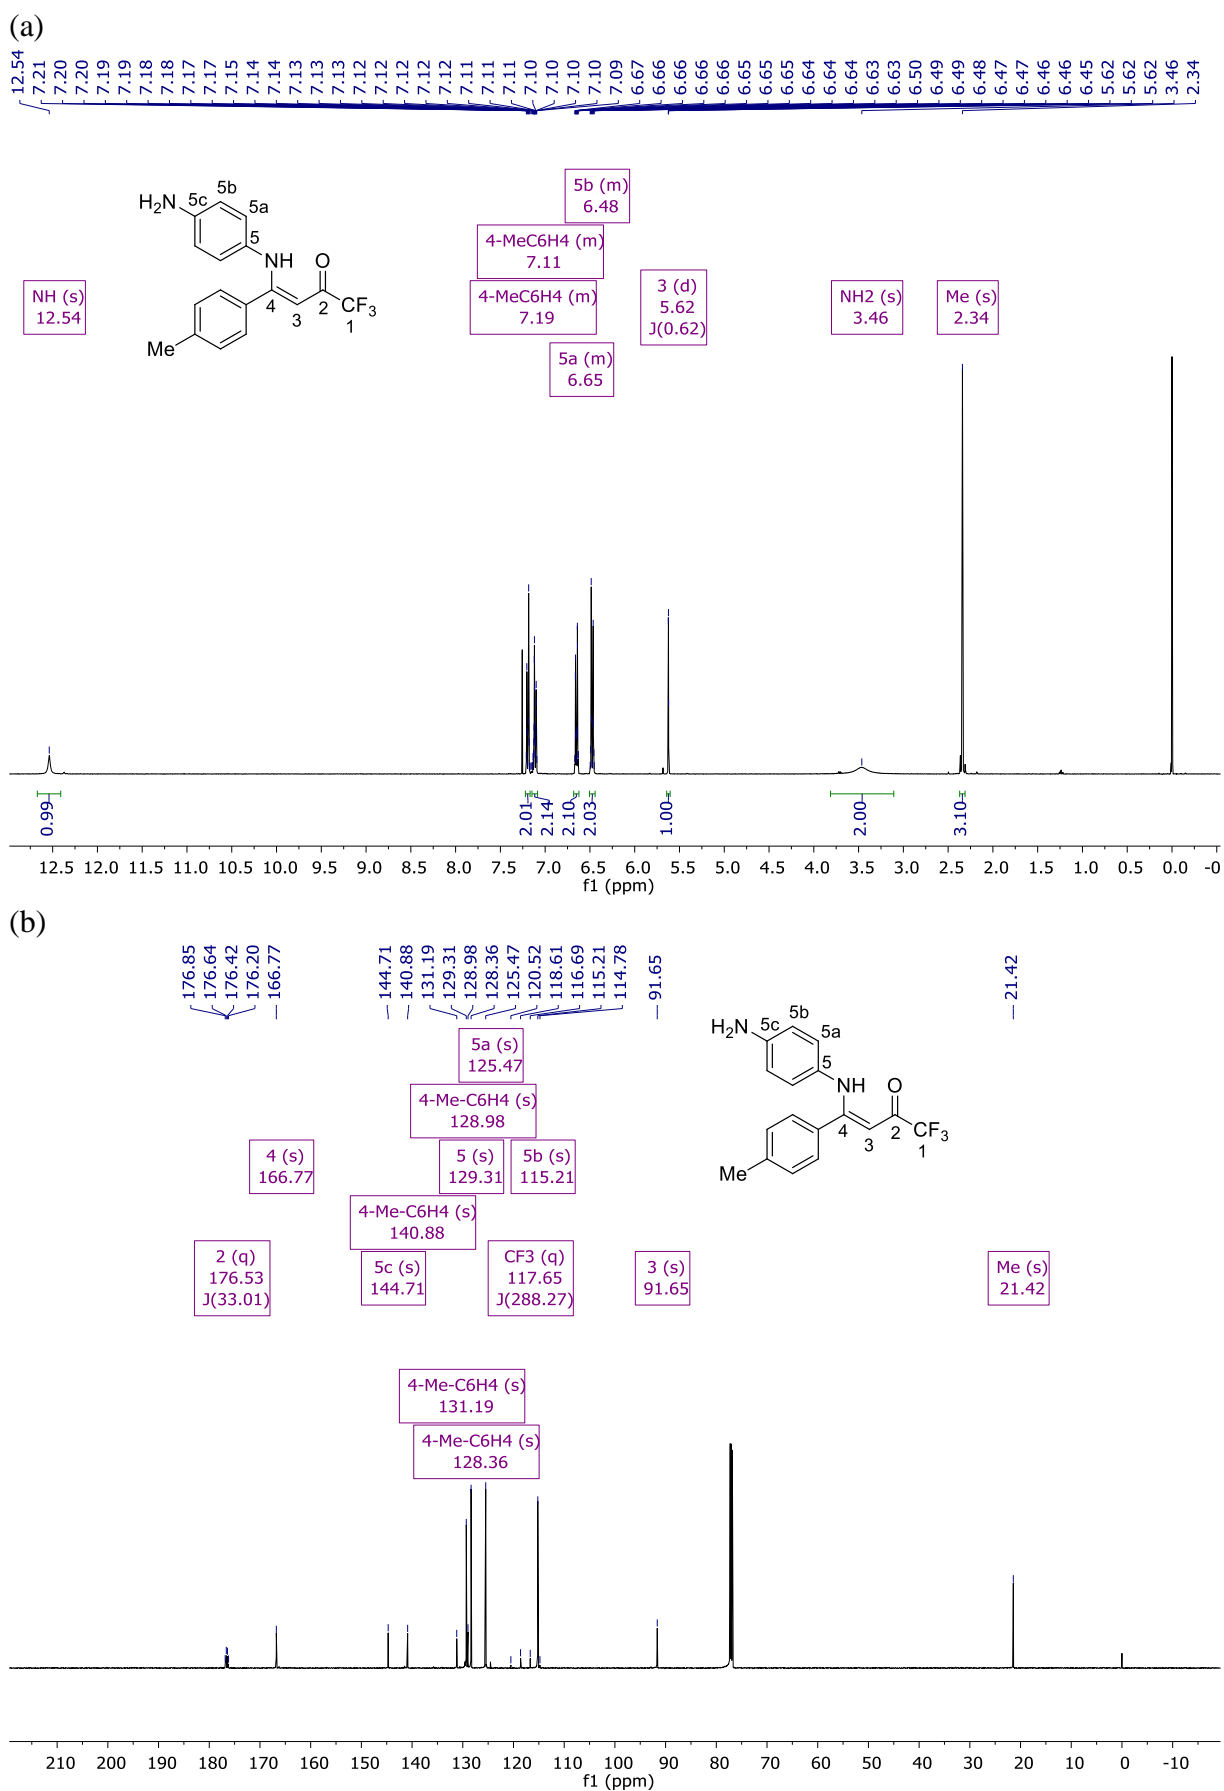 (a)
12.54 7.21 7.20 7.20 7.19 7.19 7.18 7.18 7.17 7.17 7.15 7.14 7.14 7.13 7.13 7.13 7.12 7.12 7.12 7.12 7.12 7.11 7.11 7.11 7.10 7.10 7.10 7.10 7.09 6.67 6.66 6.66 6.66 6.65 6.65 6.65 6.64 6.64 6.64 6.63 6.63 6.50 6.49 6.49 6.48 6.47 6.47 6.46 6.46 6.45 5.62 5.62 5.62 3.46 2.34
H2N 5c 5b 5a 5 NH O 4 3 2 CF3 1 Me
5b (m)
6.48
4-MeC6H4 (m)
7.11
NH (s)
12.54
4-MeC6H4 (m)
7.19
3 (d)
5.62
J(0.62)
NH2 (s)
3.46
Me (s)
2.34
5a (m)
6.65
0.99 2.01 2.14 2.10 2.03 1.00 2.00 3.10
12.5 12.0 11.5 11.0 10.5 10.0 9.5 9.0 8.5 8.0 7.5 7.0 6.5 6.0 5.5 5.0 4.5 4.0 3.5 3.0 2.5 2.0 1.5 1.0 0.5 0.0 -0
f1 (ppm)
(b)
176.85 176.64 176.42 176.20 166.77 144.71 140.88 131.19 129.31 128.98 128.36 125.47 120.52 118.61 116.69 115.21 114.78 91.65 21.42
H2N 5c 5b 5a 5 NH O 4 3 2 CF3 1 Me
5a (s)
125.47
4-Me-C6H4 (s)
128.98
4 (s)
166.77
5 (s)
129.31
5b (s)
115.21
4-Me-C6H4 (s)
140.88
2 (q)
176.53
J(33.01)
5c (s)
144.71
CF3 (q)
117.65
J(288.27)
3 (s)
91.65
Me (s)
21.42
4-Me-C6H4 (s)
131.19
4-Me-C6H4 (s)
128.36
210 200 190 180 170 160 150 140 130 120 110 100 90 80 70 60 50 40 30 20 10 0 -10
f1 (ppm)